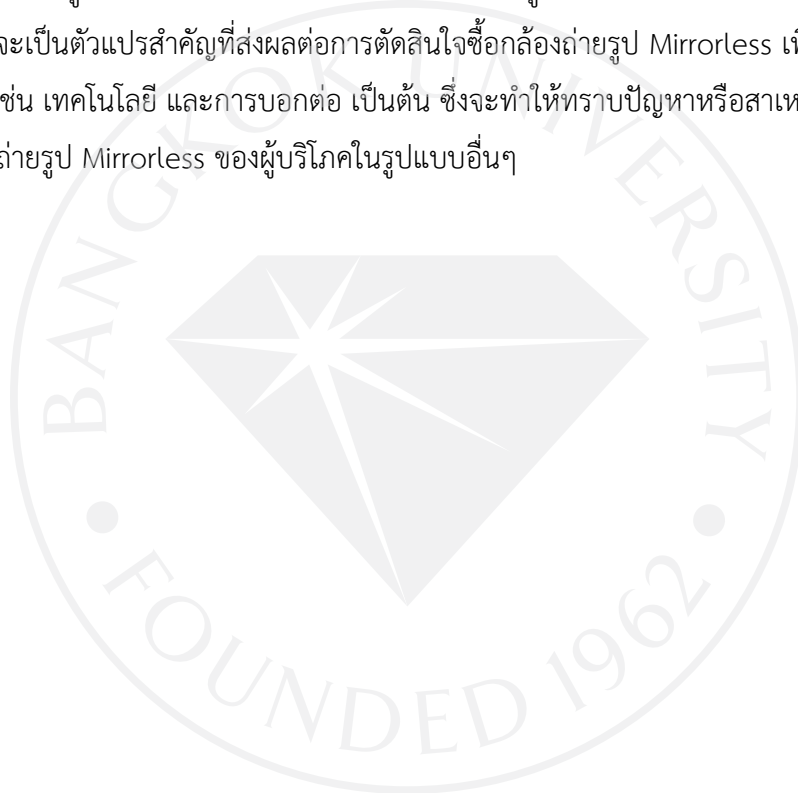 จะเป็นตัวแปรสำคัญที่ส่งผลต่อการตัดสินใจซื้อกล้องถ่ายรูป Mirrorless
ช่น เทคโนโลยี และการบอกต่อ เป็นต้น ซึ่งจะทำให้ทราบปัญหาหรือสาเห
ถ่ายรูป Mirrorless ของผู้บริโภคในรูปแบบอื่นๆ
BANGKOK UNIVERSITY
FOUNDED 1962